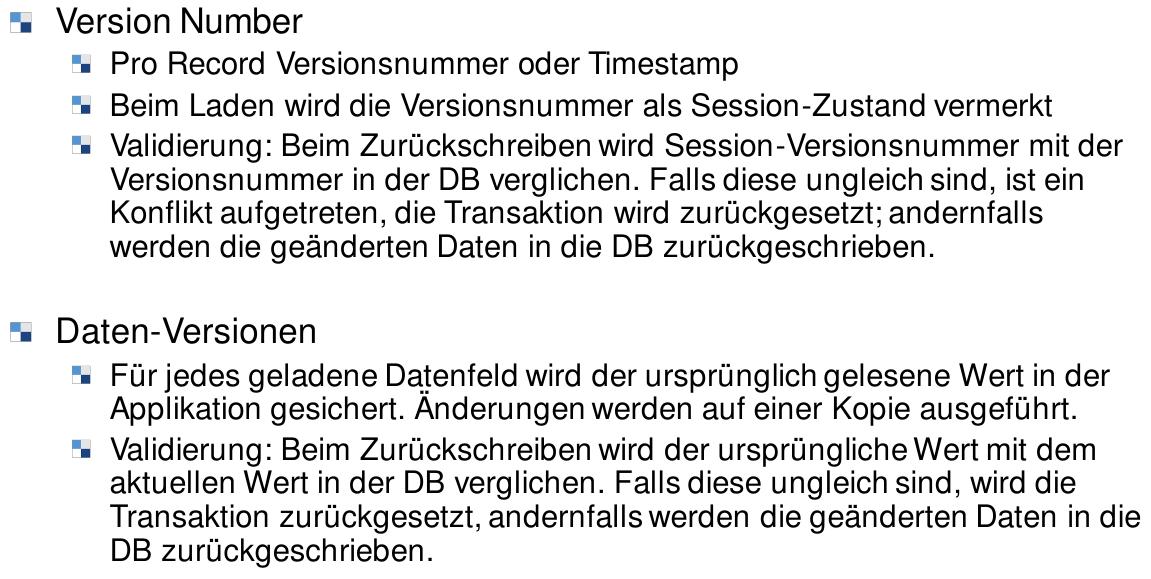 Version Number
Pro Record Versionsnummer oder Timestamp
Beim Laden wird die Versionsnummer als Session-Zustand vermerkt
Validierung: Beim Zurückschreiben wird Session-Versionsnummer mit der
Versionsnummer in der DB verglichen. Falls diese ungleich sind, ist ein
Konflikt aufgetreten, die Transaktion wird zurückgesetzt; andernfalls
werden die geänderten Daten in die DB zurückgeschrieben.
Daten-Versionen
Für jedes geladene Datenfeld wird der ursprünglich gelesene Wert in der
Applikation gesichert. Änderungen werden auf einer Kopie ausgeführt.
Validierung: Beim Zurückschreiben wird der ursprüngliche Wert mit dem
aktuellen Wert in der DB verglichen. Falls diese ungleich sind, wird die
Transaktion zurückgesetzt, andernfalls werden die geänderten Daten in die
DB zurückgeschrieben.